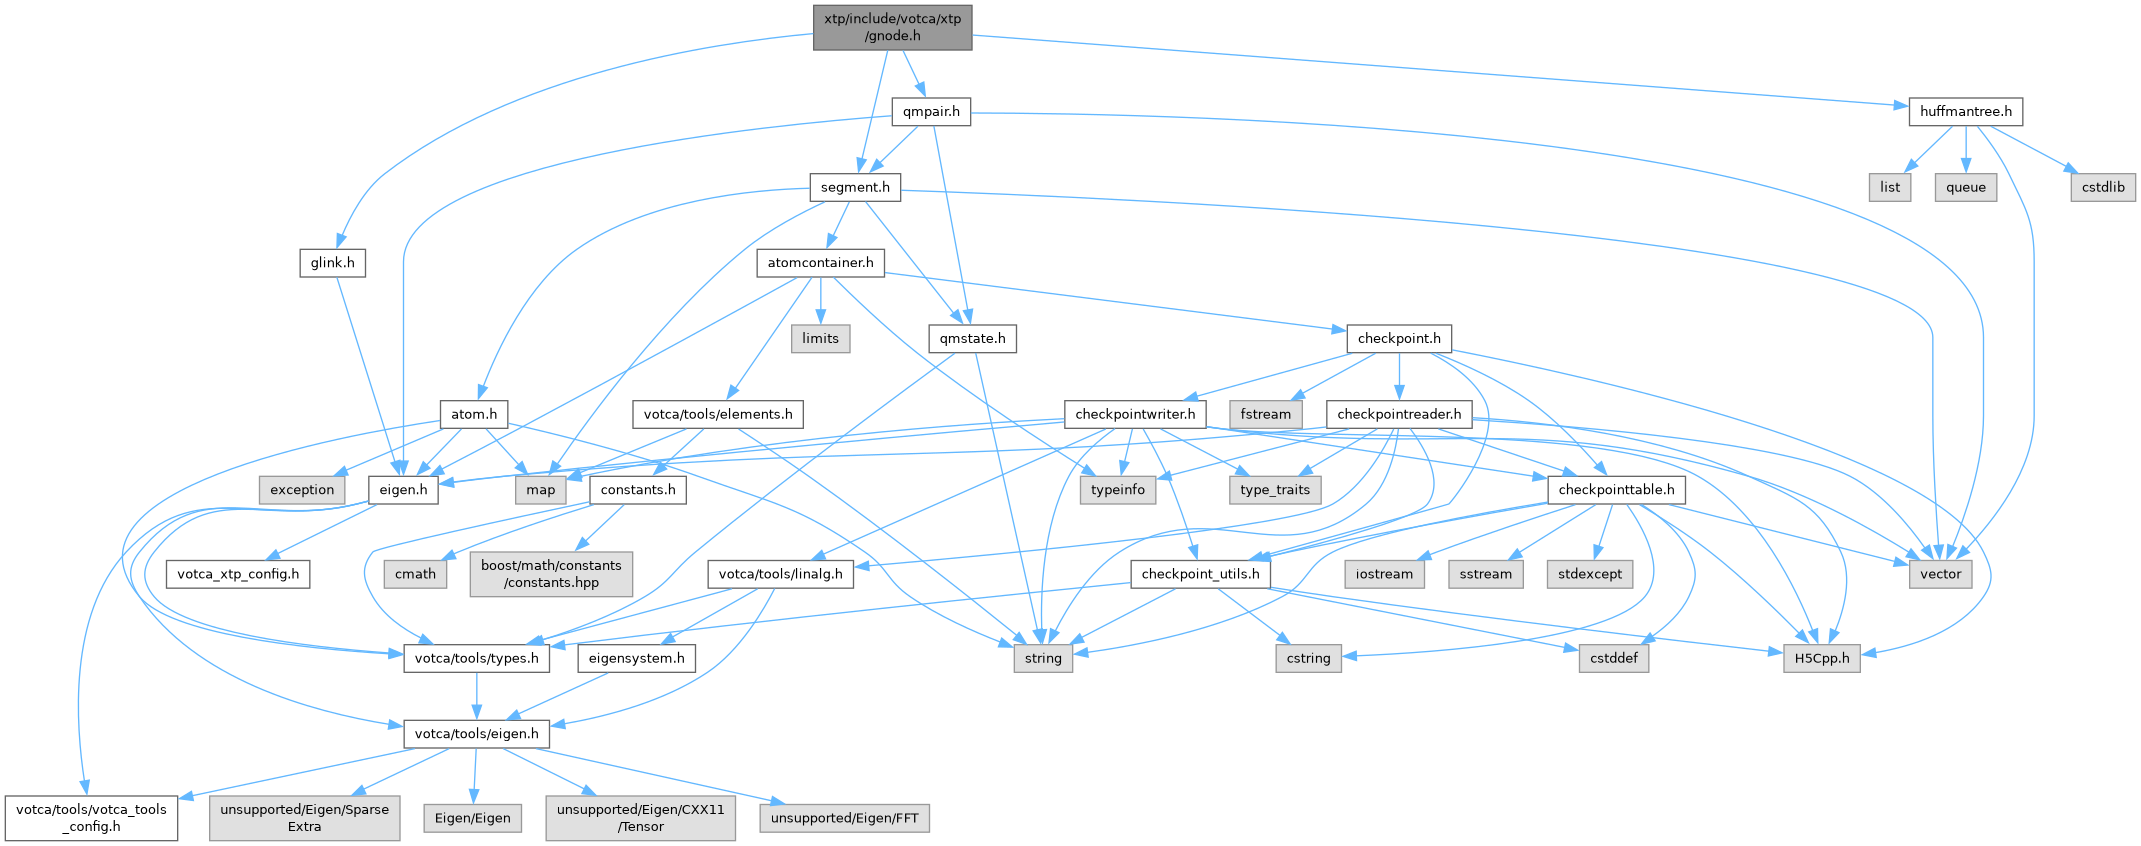 xtp/include/votca/xtp
/gnode.h
qmpair.h
huffmantree.h
segment.h
list
queue
cstdlib
glink.h
atomcontainer.h
limits
qmstate.h
checkpoint.h
atom.h
votca/tools/elements.h
checkpointwriter.h
fstream
checkpointreader.h
exception
eigen.h
map
constants.h
typeinfo
type_traits
checkpointtable.h
votca_xtp_config.h
cmath
boost/math/constants
/constants.hpp
votca/tools/linalg.h
checkpoint_utils.h
iostream
sstream
stdexcept
vector
votca/tools/types.h
eigensystem.h
string
cstring
cstddef
H5Cpp.h
votca/tools/eigen.h
votca/tools/votca_tools
_config.h
unsupported/Eigen/Sparse
Extra
Eigen/Eigen
unsupported/Eigen/CXX11
/Tensor
unsupported/Eigen/FFT